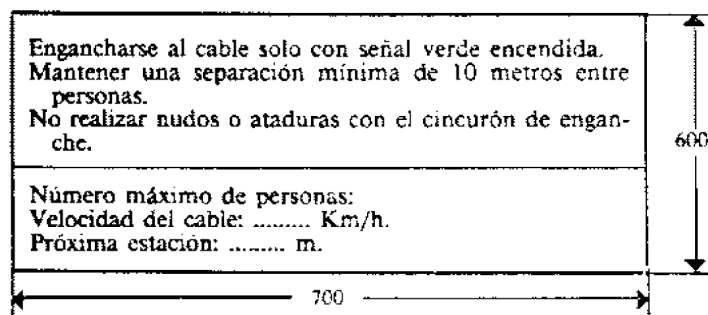 Engancharse al cable solo con señal verde encendida.
Mantener una separación mínima de 10 metros entre
personas.
No realizar nudos o ataduras con el cincurón de engan-
che.
Número máximo de personas:
Velocidad del cable: ......... Km/h.
Próxima estación: ......... m.
600
700